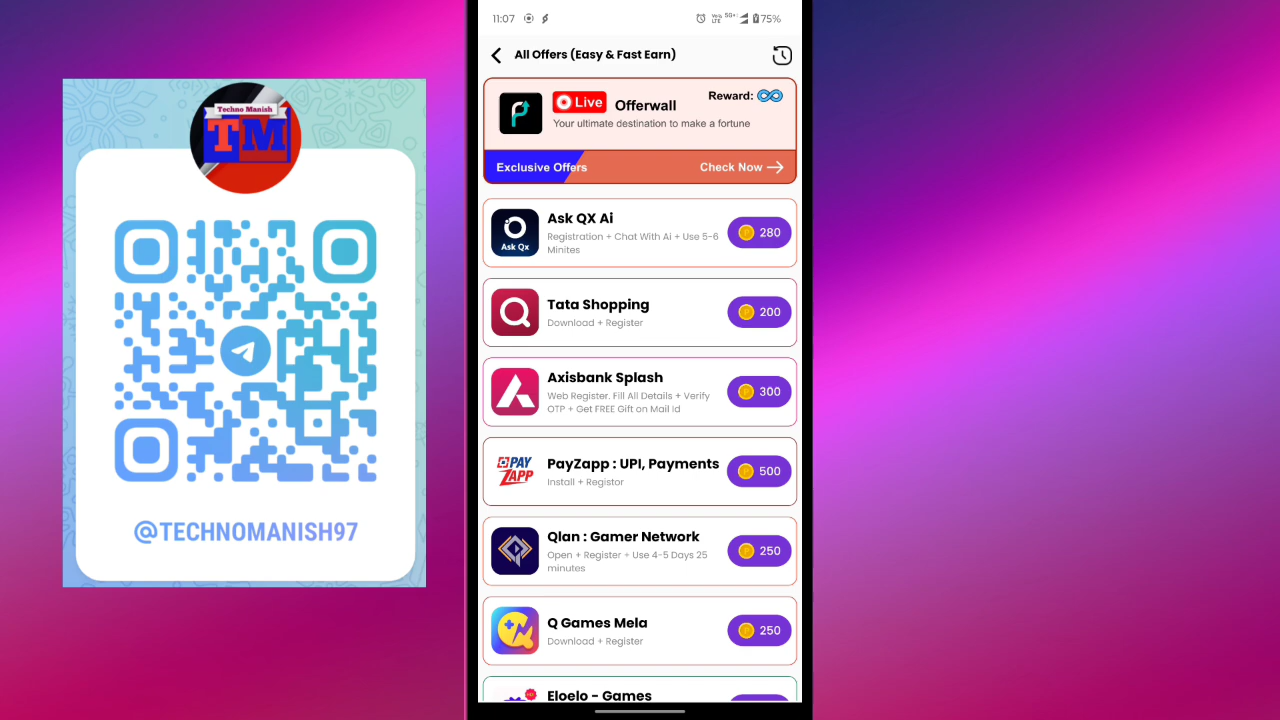 Techno Manish
TM
@TECHNOMANISH97
11:07
Vo))
LTE
5G+
75%
All Offers (Easy & Fast Earn)
Live
Offerwall
Reward:
Your ultimate destination to make a fortune
Exclusive Offers
Check Now
Ask Qx
Ask QX Ai
Registration + Chat With Ai + Use 5-6
Minites
280
Tata Shopping
Download + Register
200
Axisbank Splash
Web Register. Fill All Details + Verify
OTP + Get FREE Gift on Mail Id
300
PAY
ZAPP
PayZapp : UPI, Payments
Install + Registor
500
Qlan : Gamer Network
Open + Register + Use 4-5 Days 25
minutes
250
Q Games Mela
Download + Register
250
Eloelo - Games